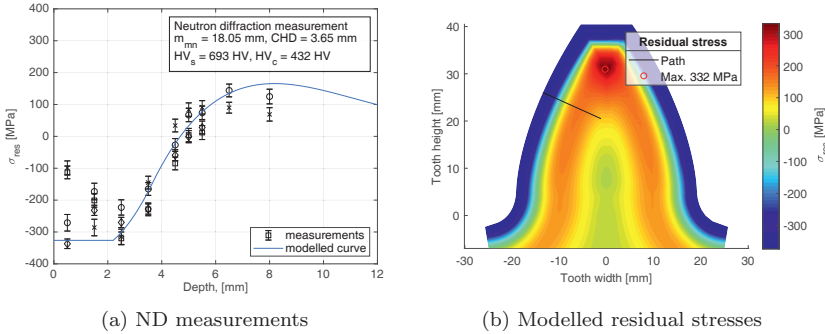 Neutron diffraction measurement
m_mn = 18.05 mm, CHD = 3.65 mm
HV_s = 693 HV, HV_c = 432 HV
400
300
200
100
0
-100
-200
-300
-400
σ_res [MPa]
measurements
modelled curve
0 2 4 6 8 10 12
Depth, [mm]
(a) ND measurements
Residual stress
Path
Max. 332 MPa
40
30
20
10
0
Tooth height [mm]
-30 -20 -10 0 10 20 30
Tooth width [mm]
300
200
100
0
-100
-200
-300
σ_res [MPa]
(b) Modelled residual stresses